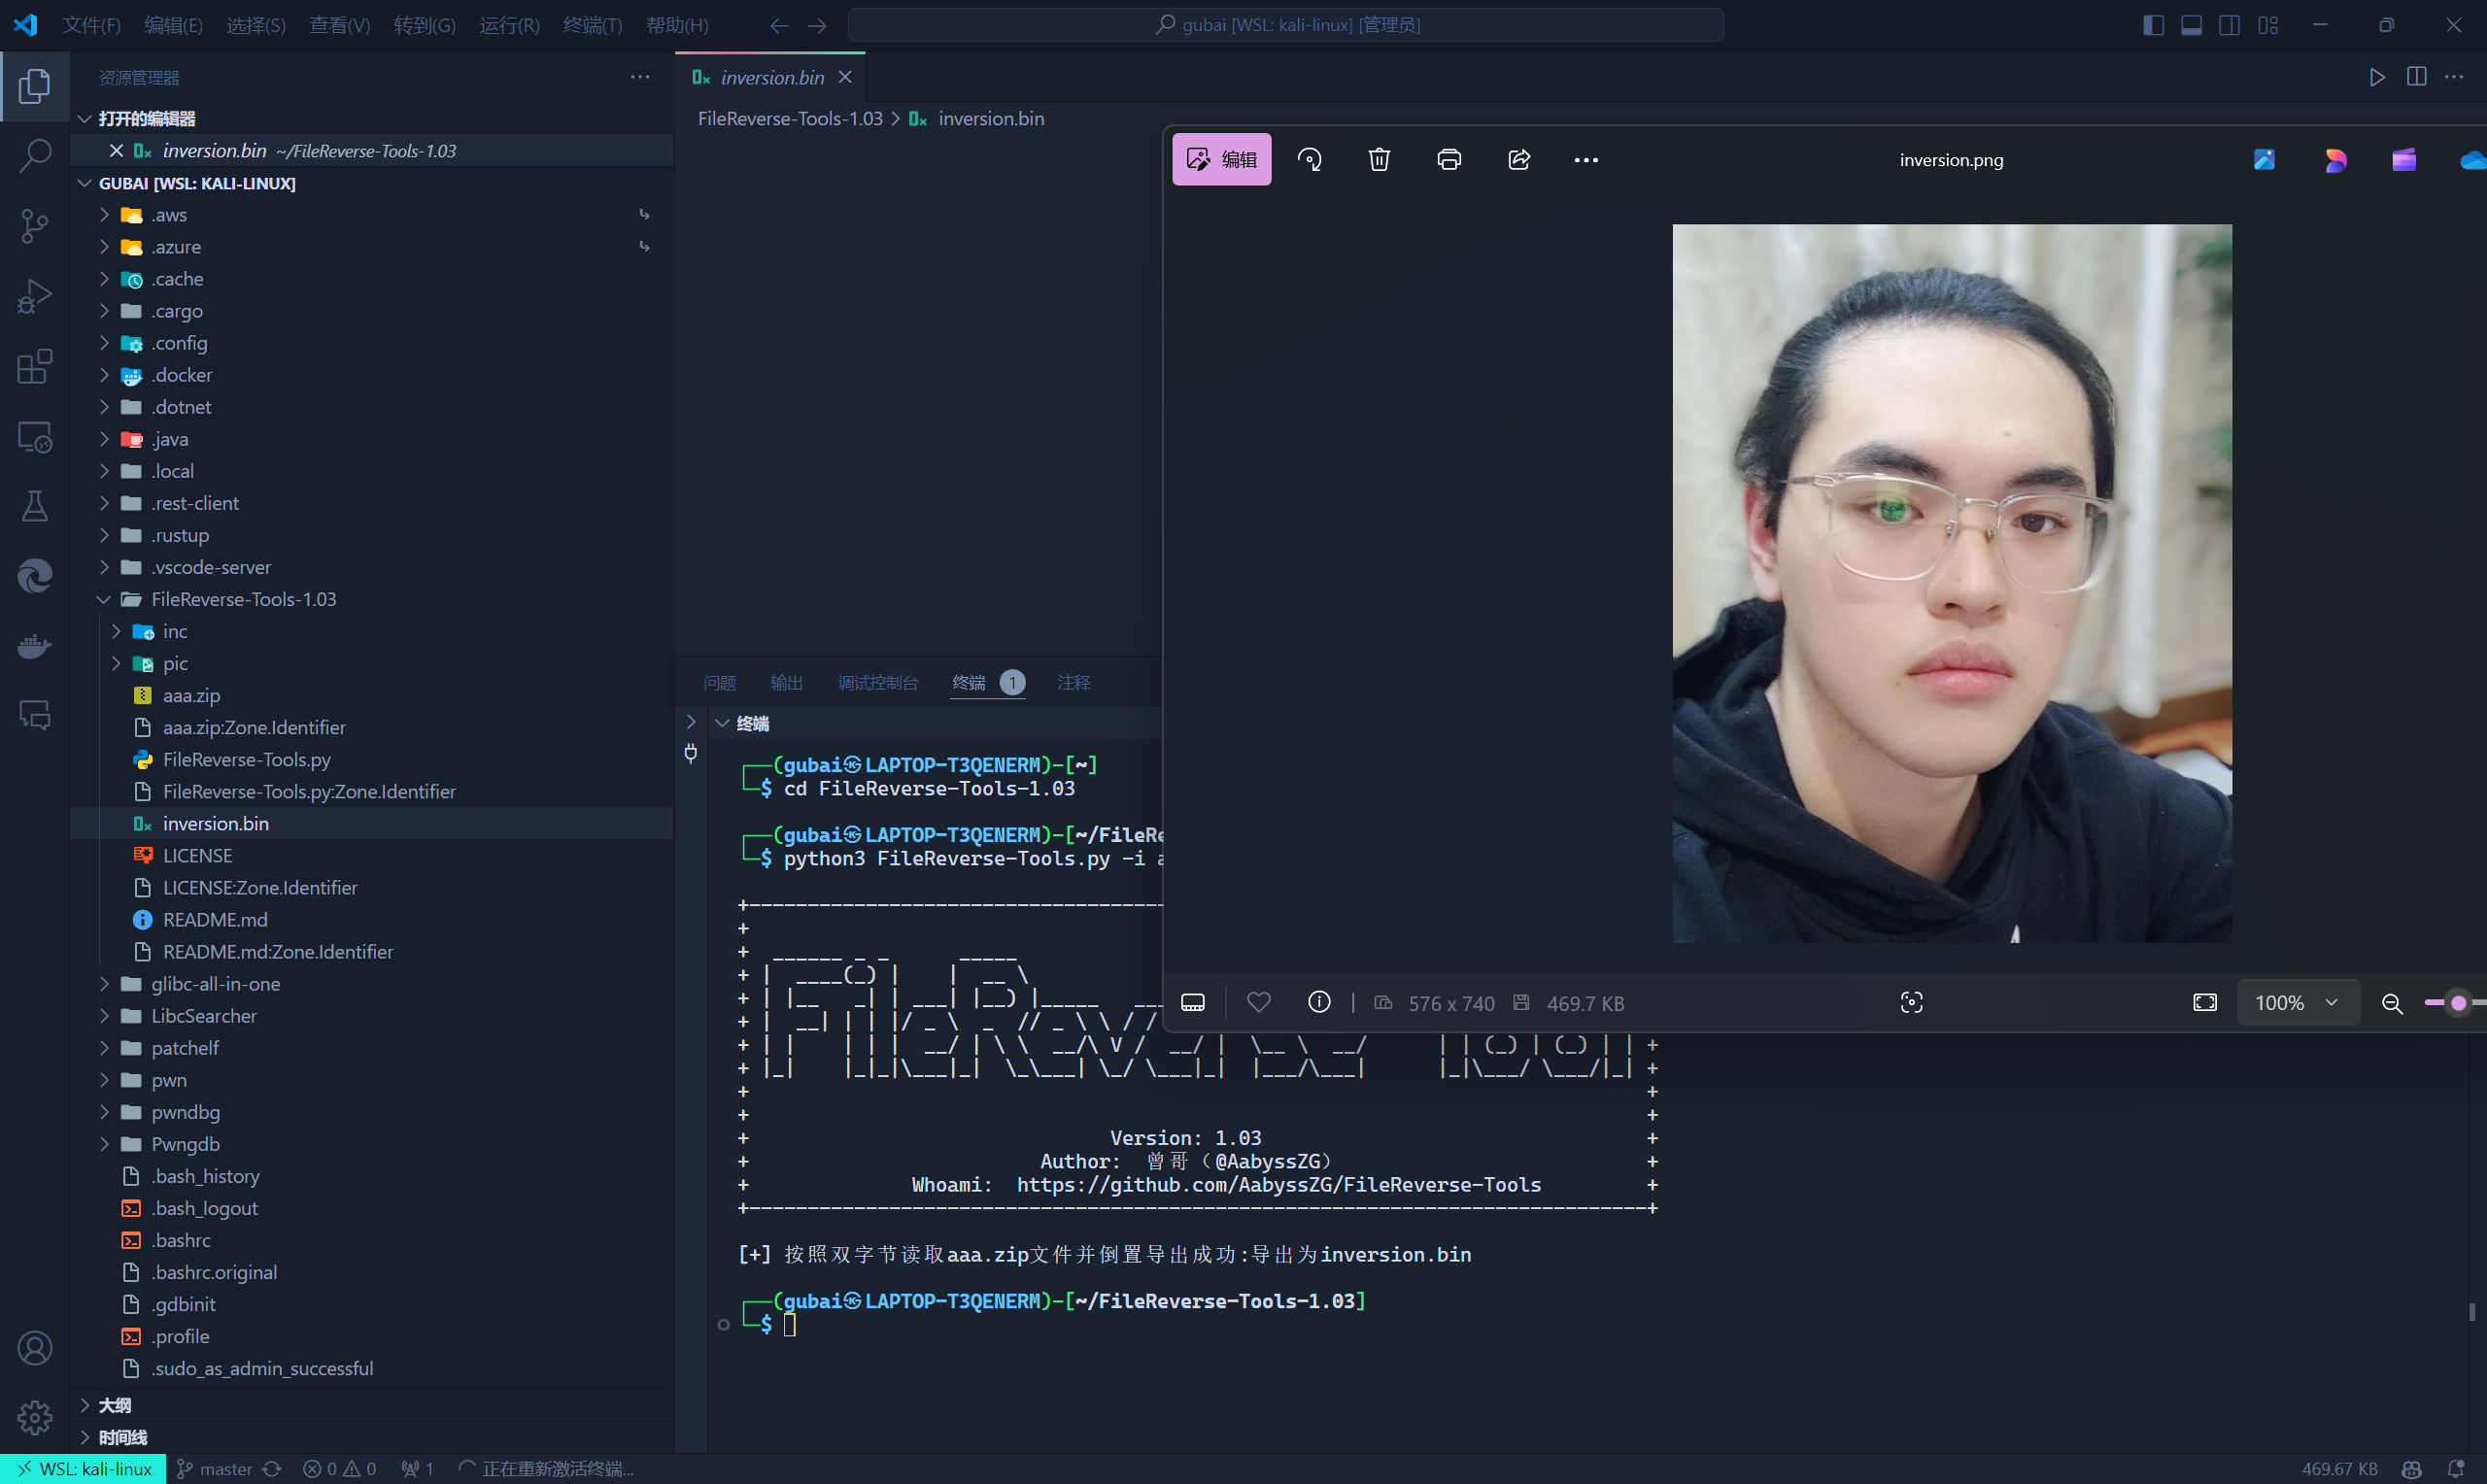 文件(F) 编辑(E) 选择(S) 查看(V) 转到(G) 运行(R) 终端(T) 帮助(H)
gubai [WSL: kali-linux] [管理员]
资源管理器
打开的编辑器
inversion.bin ~/FileReverse-Tools-1.03
GUBAI [WSL: KALI-LINUX]
.aws
.azure
.cache
.cargo
.config
.docker
.dotnet
.java
.local
.rest-client
.rustup
.vscode-server
FileReverse-Tools-1.03
inc
pic
aaa.zip
aaa.zip:Zone.Identifier
FileReverse-Tools.py
FileReverse-Tools.py:Zone.Identifier
inversion.bin
LICENSE
LICENSE:Zone.Identifier
README.md
README.md:Zone.Identifier
glibc-all-in-one
LibcSearcher
patchelf
pwn
pwndbg
Pwngdb
.bash_history
.bash_logout
.bashrc
.bashrc.original
.gdbinit
.profile
.sudo_as_admin_successful
大纲
时间线
inversion.bin
FileReverse-Tools-1.03 > inversion.bin
编辑
inversion.png
576 x 740 469.7 KB
100%
问题 输出 调试控制台 终端 1 注释
终端
(gubai㉿LAPTOP-T3QENERM)-[~]
$ cd FileReverse-Tools-1.03
(gubai㉿LAPTOP-T3QENERM)-[~/FileRe
$ python3 FileReverse-Tools.py -i a
Version: 1.03
Author: 曾哥（@AabyssZG）
Whoami: https://github.com/AabyssZG/FileReverse-Tools
[+] 按照双字节读取aaa.zip文件并倒置导出成功:导出为inversion.bin
(gubai㉿LAPTOP-T3QENERM)-[~/FileReverse-Tools-1.03]
$
WSL: kali-linux master 0 0 1 正在重新激活终端... 469.67 KB